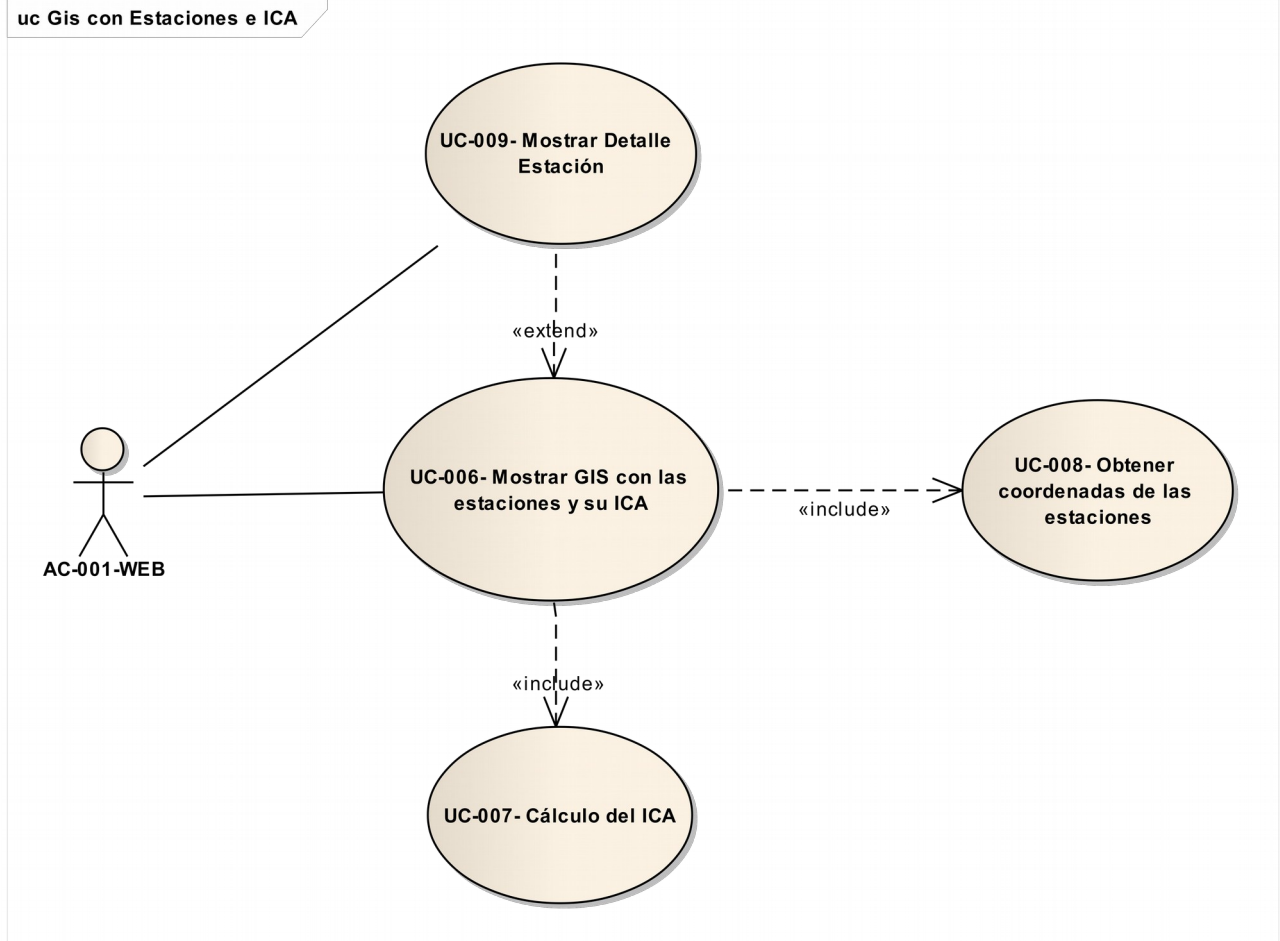 uc Gis con Estaciones e ICA
UC-009- Mostrar Detalle
Estación
«extend»
UC-006- Mostrar GIS con las
estaciones y su ICA
UC-008- Obtener
coordenadas de las
estaciones
«include»
AC-001-WEB
«include»
UC-007- Cálculo del ICA